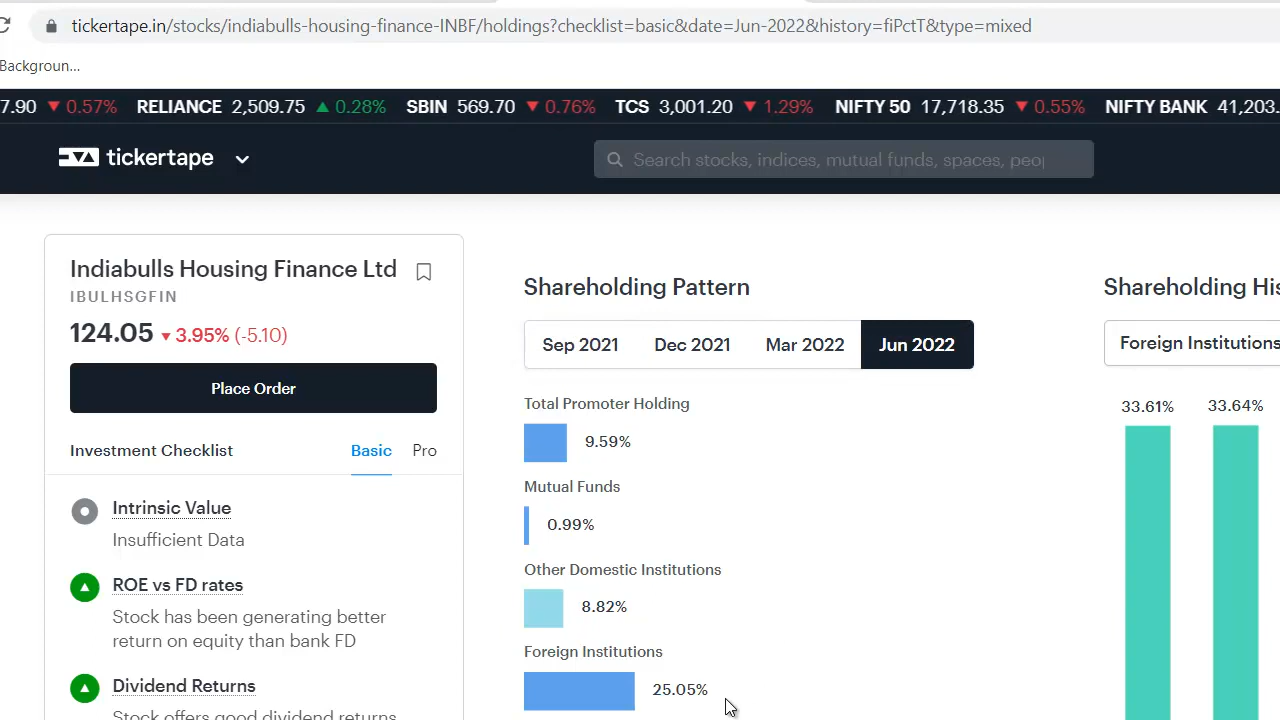 tickertape.in/stocks/indiabulls-housing-finance-INBF/holdings?checklist=basic&date=Jun-2022&history=fiPctT&type=mixed
Backgroun...
7.90 ▼ 0.57% RELIANCE 2,509.75 ▲ 0.28% SBIN 569.70 ▼ 0.76% TCS 3,001.20 ▼ 1.29% NIFTY 50 17,718.35 ▼ 0.55% NIFTY BANK 41,203.
tickertape
Search stocks, indices, mutual funds, spaces, peo
Indiabulls Housing Finance Ltd
IBULHSGFIN
124.05 ▼ 3.95% (-5.10)
Place Order
Investment Checklist Basic Pro
Intrinsic Value
Insufficient Data
ROE vs FD rates
Stock has been generating better
return on equity than bank FD
Dividend Returns
Stock offers good dividend returns
Shareholding Pattern
Sep 2021 Dec 2021 Mar 2022 Jun 2022
Total Promoter Holding
9.59%
Mutual Funds
0.99%
Other Domestic Institutions
8.82%
Foreign Institutions
25.05%
Shareholding His
Foreign Institutions
33.61% 33.64%